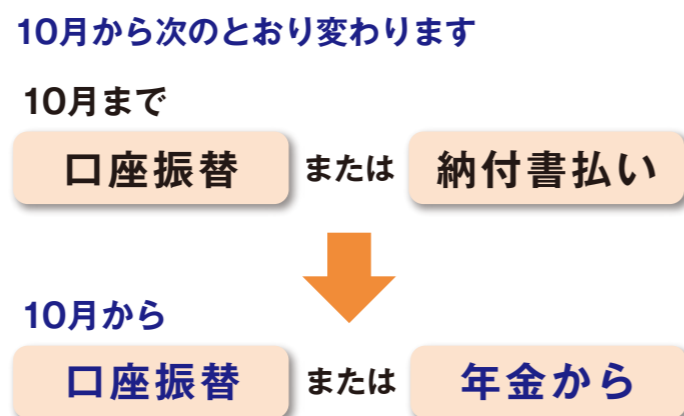 10月から次のとおり変わります
10月まで
口座振替 または 納付書払い
10月から
口座振替 または 年金から